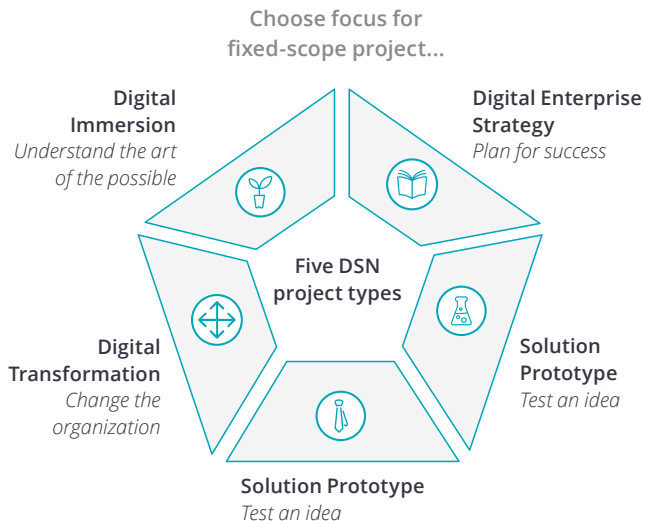 Choose focus for
fixed-scope project...
Digital
Immersion
Understand the art
of the possible
Digital Enterprise
Strategy
Plan for success
Five DSN
project types
Digital
Transformation
Change the
organization
Solution
Prototype
Test an idea
Solution Prototype
Test an idea